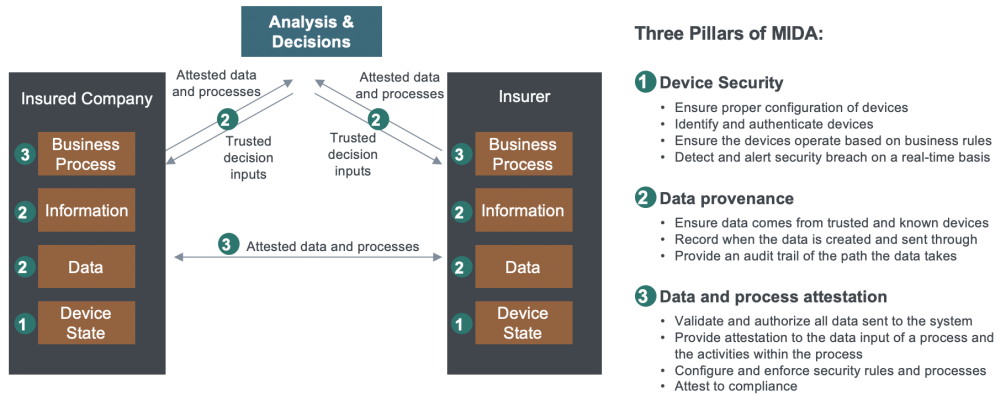 Analysis &
Decisions
Attested data
and processes
Attested data
and processes
2
2
Trusted
decision
inputs
Trusted
decision
inputs
Insured Company
3
Business
Process
2
Information
2
Data
1
Device
State
3
Attested data and processes
Insurer
3
Business
Process
2
Information
2
Data
1
Device
State
Three Pillars of MIDA:
1 Device Security
• Ensure proper configuration of devices
• Identify and authenticate devices
• Ensure the devices operate based on business rules
• Detect and alert security breach on a real-time basis
2 Data provenance
• Ensure data comes from trusted and known devices
• Record when the data is created and sent through
• Provide an audit trail of the path the data takes
3 Data and process attestation
• Validate and authorize all data sent to the system
• Provide attestation to the data input of a process and
the activities within the process
• Configure and enforce security rules and processes
• Attest to compliance